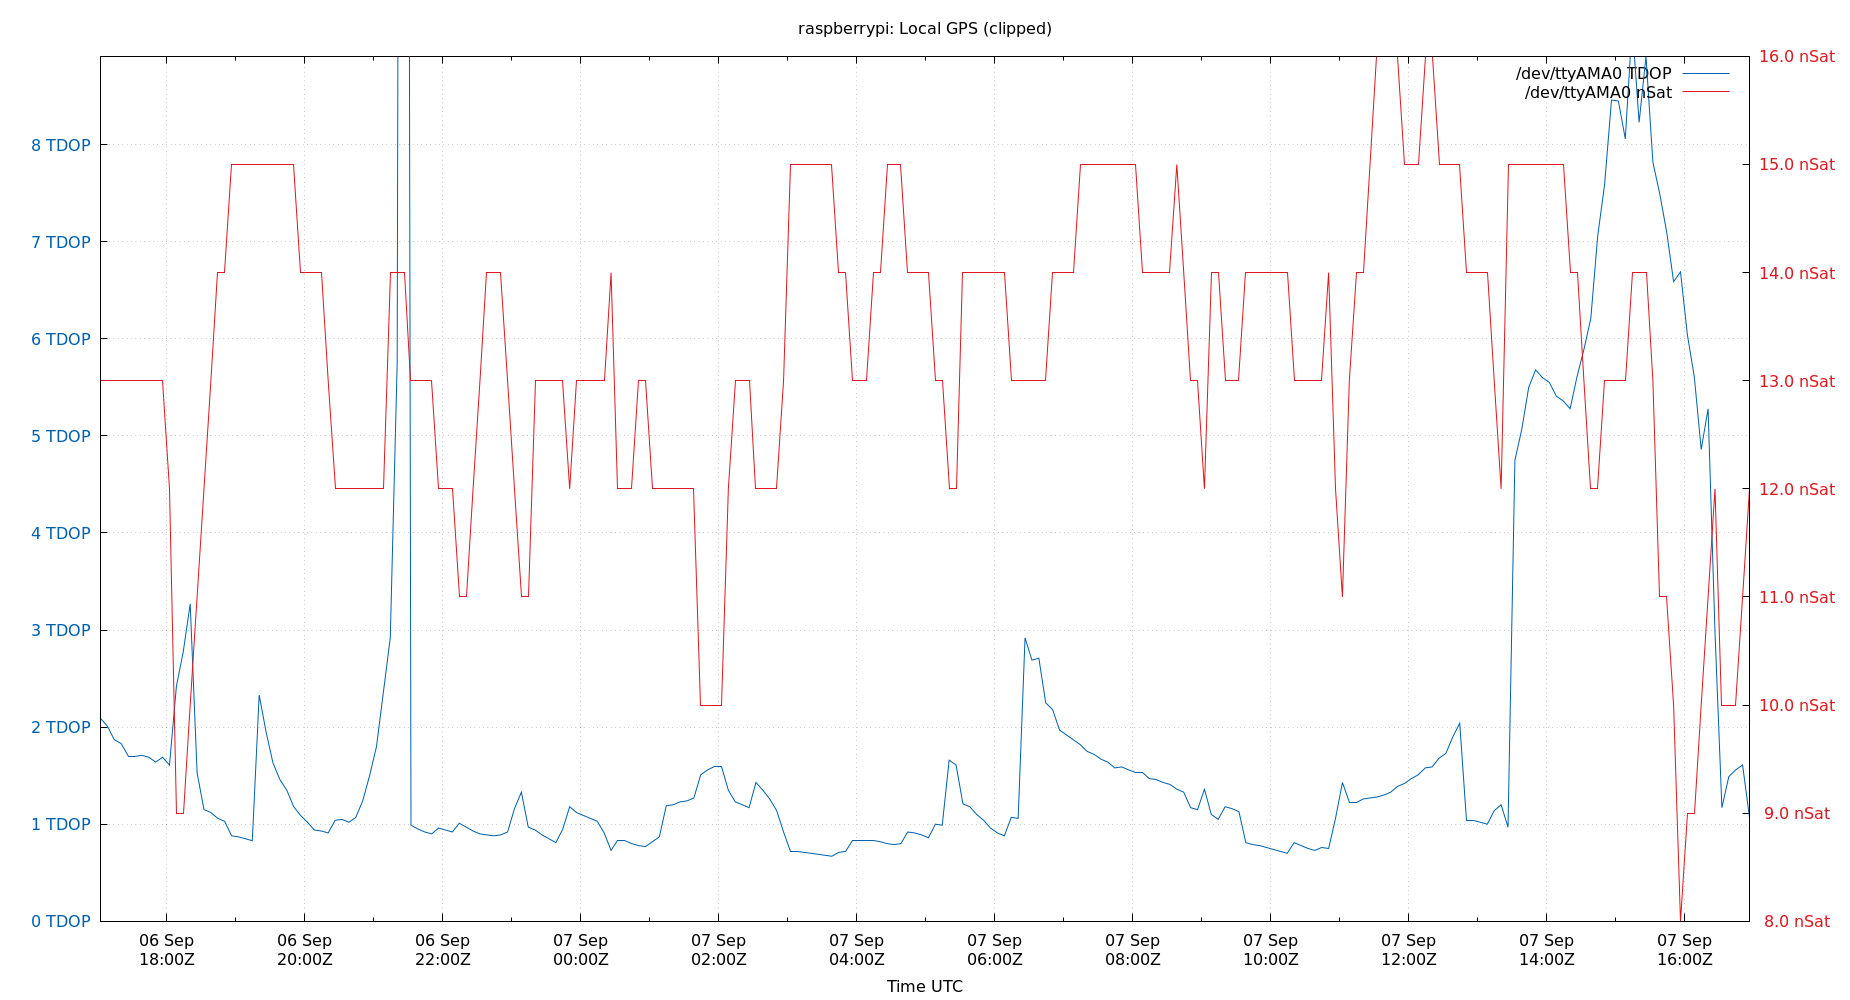 raspberrypi: Local GPS (clipped)
16.0 nSat
/dev/ttyAMA0 TDOP
/dev/ttyAMA0 nSat
8 TDOP
15.0 nSat
7 TDOP
14.0 nSat
6 TDOP
13.0 nSat
5 TDOP
12.0 nSat
4 TDOP
11.0 nSat
3 TDOP
10.0 nSat
2 TDOP
9.0 nSat
1 TDOP
0 TDOP
8.0 nSat
06 Sep 06 Sep 06 Sep 07 Sep 07 Sep 07 Sep 07 Sep 07 Sep 07 Sep 07 Sep 07 Sep 07 Sep
18:00Z 20:00Z 22:00Z 00:00Z 02:00Z 04:00Z 06:00Z 08:00Z 10:00Z 12:00Z 14:00Z 16:00Z
Time UTC